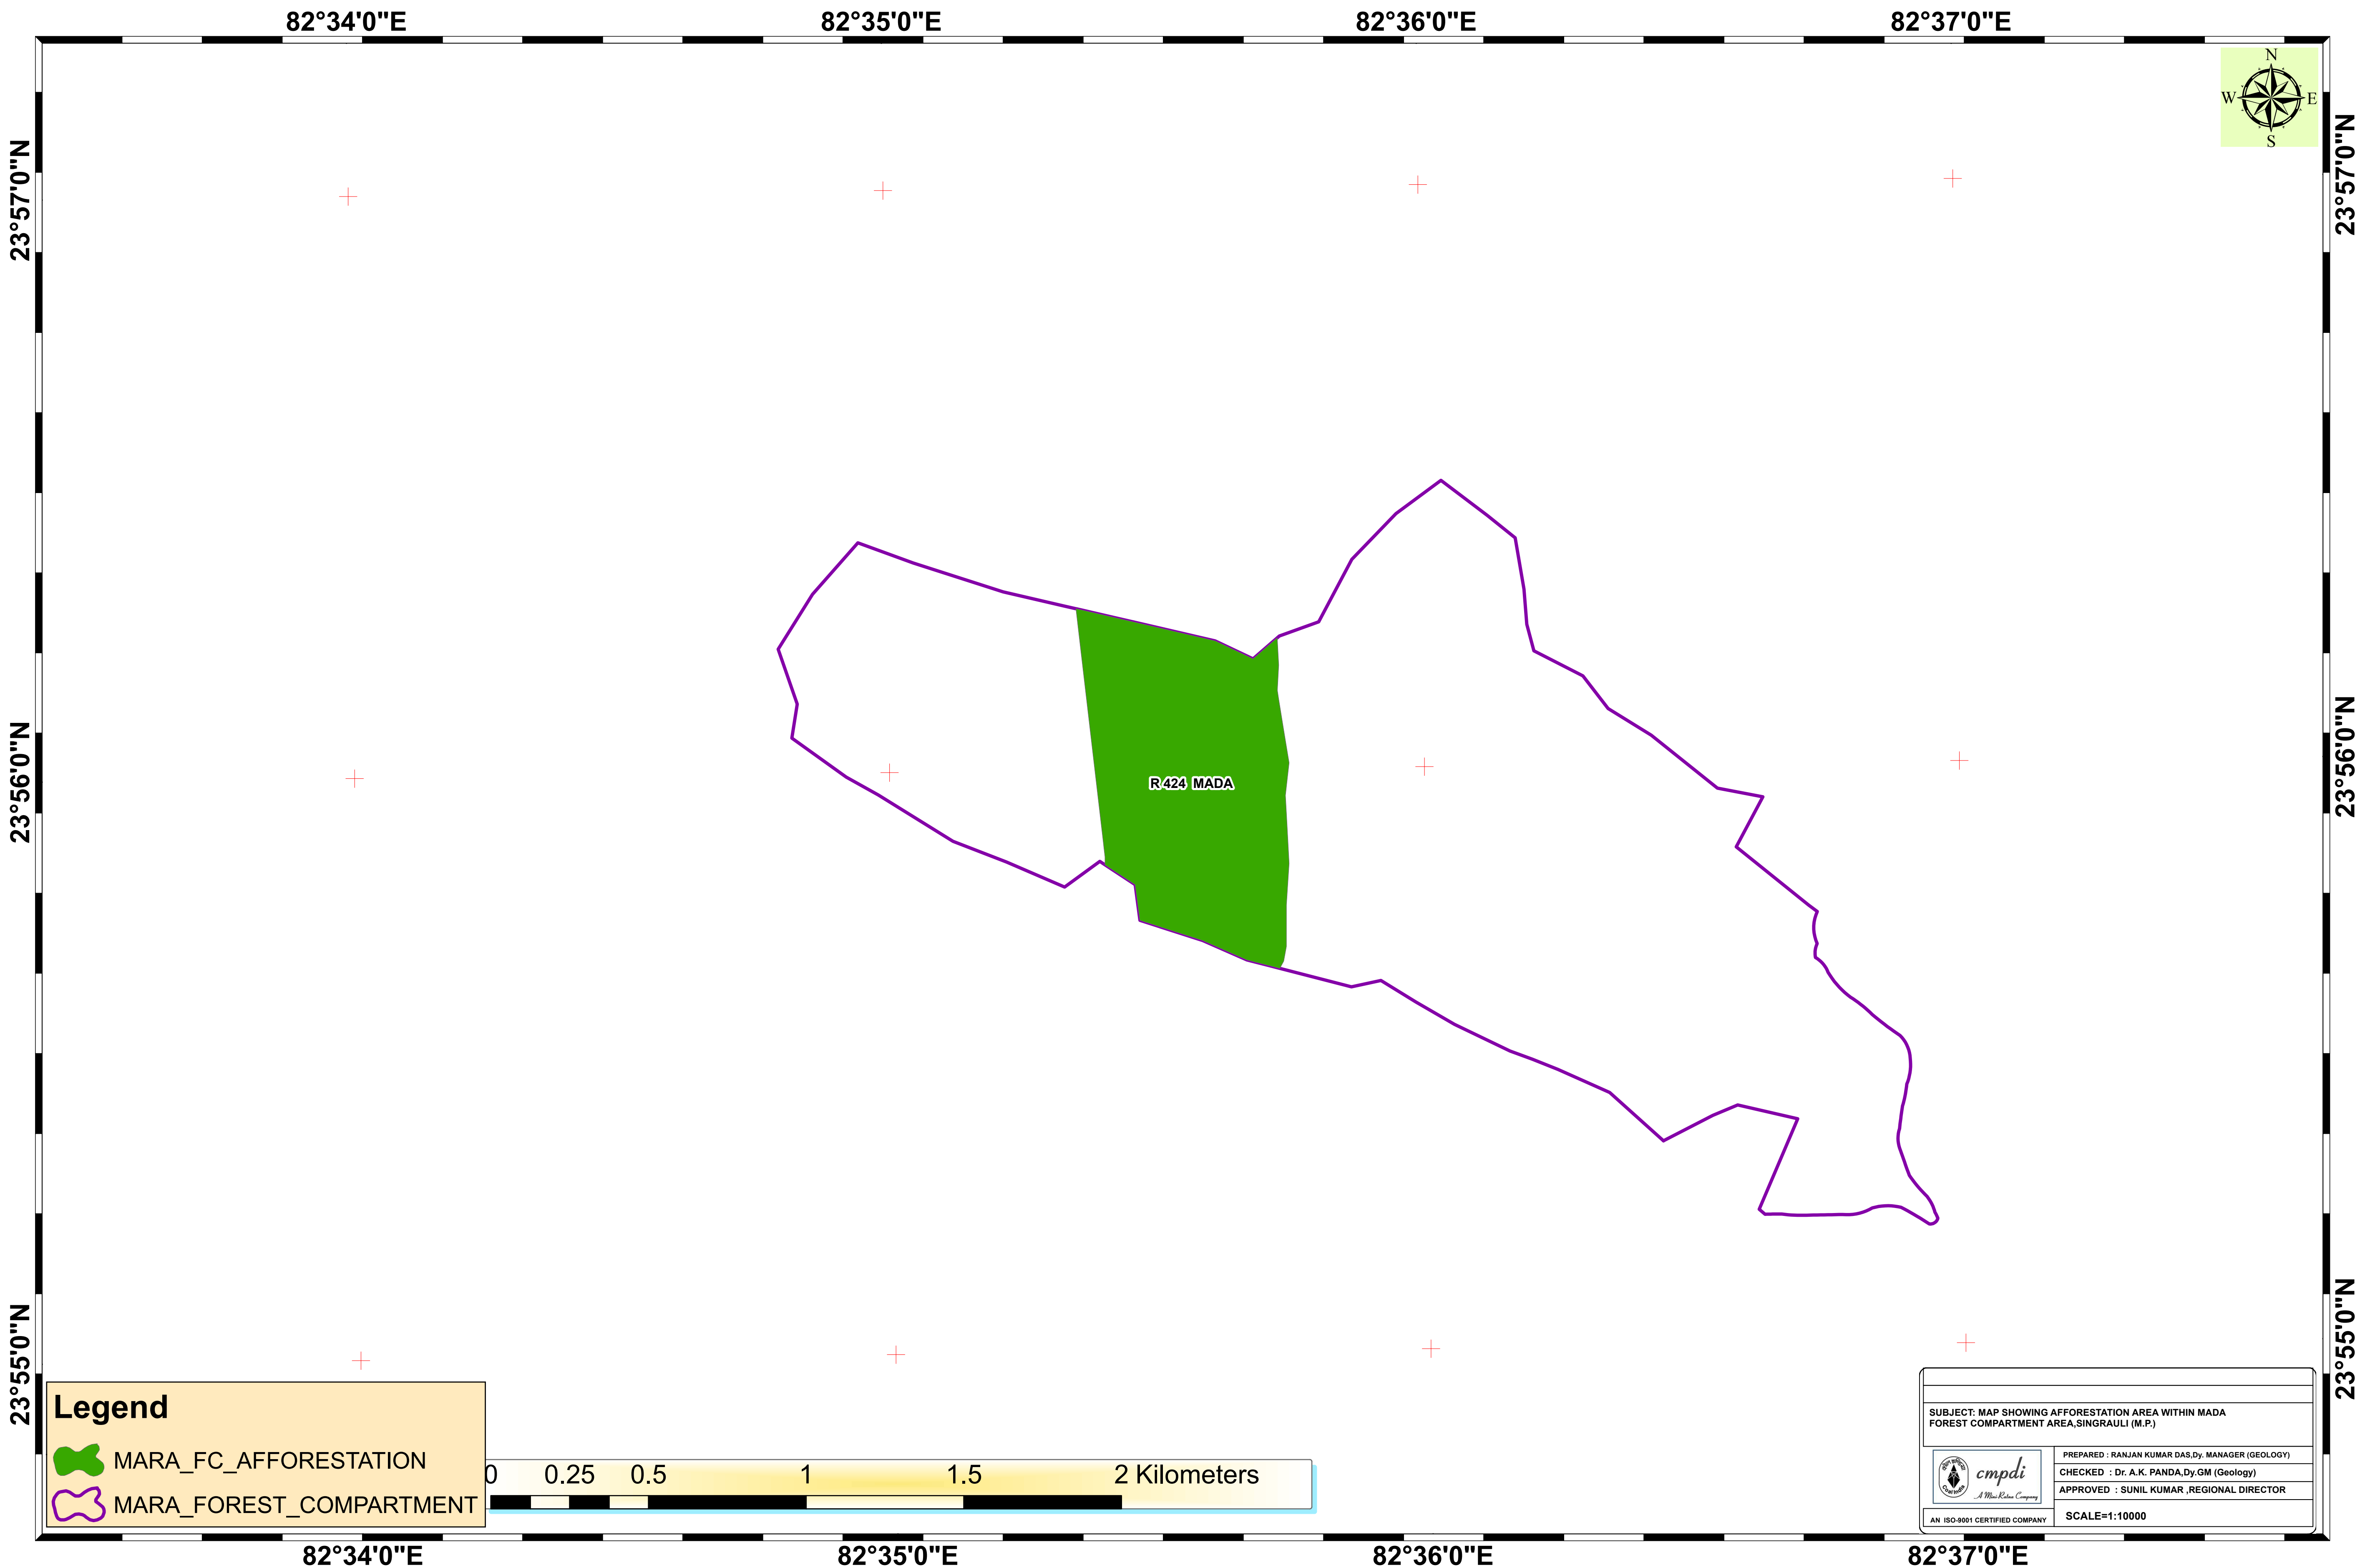 82°34'0"E 82°35'0"E 82°36'0"E 82°37'0"E
N
W E
S
23°57'0"N 23°57'0"N
23°56'0"N 23°56'0"N
R 424 MADA
23°55'0"N 23°55'0"N
Legend
MARA_FC_AFFORESTATION
MARA_FOREST_COMPARTMENT
0 0.25 0.5 1 1.5 2 Kilometers
SUBJECT: MAP SHOWING AFFORESTATION AREA WITHIN MADA
FOREST COMPARTMENT AREA,SINGRAULI (M.P.)
PREPARED : RANJAN KUMAR DAS,Dy. MANAGER (GEOLOGY)
CHECKED : Dr. A.K. PANDA,Dy.GM (Geology)
APPROVED : SUNIL KUMAR ,REGIONAL DIRECTOR
SCALE=1:10000
Coal India
cmpdi
A Mini Ratna Company
AN ISO-9001 CERTIFIED COMPANY
82°34'0"E 82°35'0"E 82°36'0"E 82°37'0"E